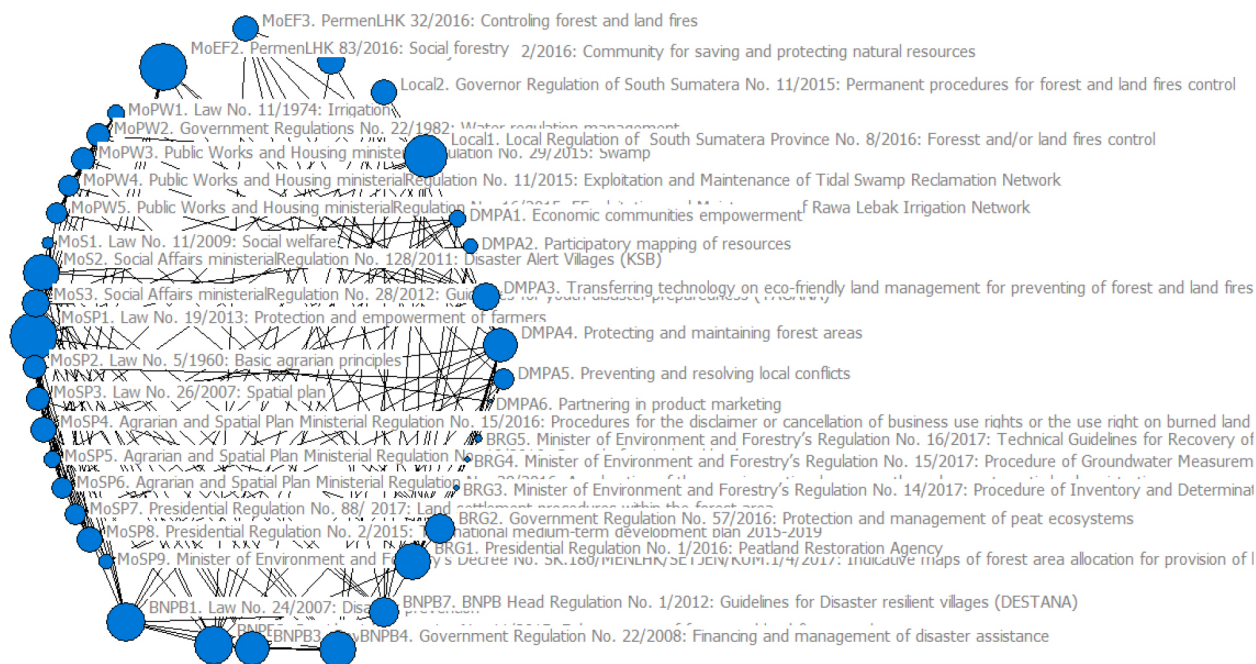 MoEF3. PermenLHK 32/2016: Controling forest and land fires
MoEF2. PermenLHK 83/2016: Social forestry
2/2016: Community for saving and protecting natural resources
Local2. Governor Regulation of South Sumatera No. 11/2015: Permanent procedures for forest and land fires control
MoPW1. Law No. 11/1974: Irrigation
MoPW2. Government Regulations No. 22/1982: Water regulation management
Local1. Local Regulation of South Sumatera Province No. 8/2016: Foresst and/or land fires control
MoPW3. Public Works and Housing ministerialRegulation No. 29/2015: Swamp
MoPW4. Public Works and Housing ministerialRegulation No. 11/2015: Exploitation and Maintenance of Tidal Swamp Reclamation Network
MoPW5. Public Works and Housing ministerialRegulation
of Rawa Lebak Irrigation Network
DMPA1. Economic communities empowerment
MoS1. Law No. 11/2009: Social welfare
DMPA2. Participatory mapping of resources
MoS2. Social Affairs ministerialRegulation No. 128/2011: Disaster Alert Villages (KSB)
DMPA3. Transferring technology on eco-friendly land management for preventing of forest and land fires
MoS3. Social Affairs ministerialRegulation No. 28/2012:
MoSP1. Law No. 19/2013: Protection and empowerment of farmers
DMPA4. Protecting and maintaining forest areas
MoSP2. Law No. 5/1960: Basic agrarian principles
DMPA5. Preventing and resolving local conflicts
MoSP3. Law No. 26/2007: Spatial plan
DMPA6. Partnering in product marketing
MoSP4. Agrarian and Spatial Plan Ministerial Regulation No. 15/2016: Procedures for the disclaimer or cancellation of business use rights or the use right on burned land
BRG5. Minister of Environment and Forestry's Regulation No. 16/2017: Technical Guidelines for Recovery of
MoSP5. Agrarian and Spatial Plan Ministerial Regulation
BRG4. Minister of Environment and Forestry's Regulation No. 15/2017: Procedure of Groundwater Measurem
MoSP6. Agrarian and Spatial Plan Ministerial Regulation
BRG3. Minister of Environment and Forestry's Regulation No. 14/2017: Procedure of Inventory and Determinat
MoSP7. Presidential Regulation No. 88/ 2017: Land settlement procedures within the forest area
BRG2. Government Regulation No. 57/2016: Protection and management of peat ecosystems
MoSP8. Presidential Regulation No. 2/2015: national medium-term development plan 2015-2019
BRG1. Presidential Regulation No. 1/2016: Peatland Restoration Agency
MoSP9. Minister of Environment and Forestry's Decree No. SK.180/MENLHK/SETJEN/KUM.1/4/2017: Indicative maps of forest area allocation for provision of
BNPB1. Law No. 24/2007: Disaster prevention
BNPB7. BNPB Head Regulation No. 1/2012: Guidelines for Disaster resilient villages (DESTANA)
BNPB3.
BNPB4. Government Regulation No. 22/2008: Financing and management of disaster assistance